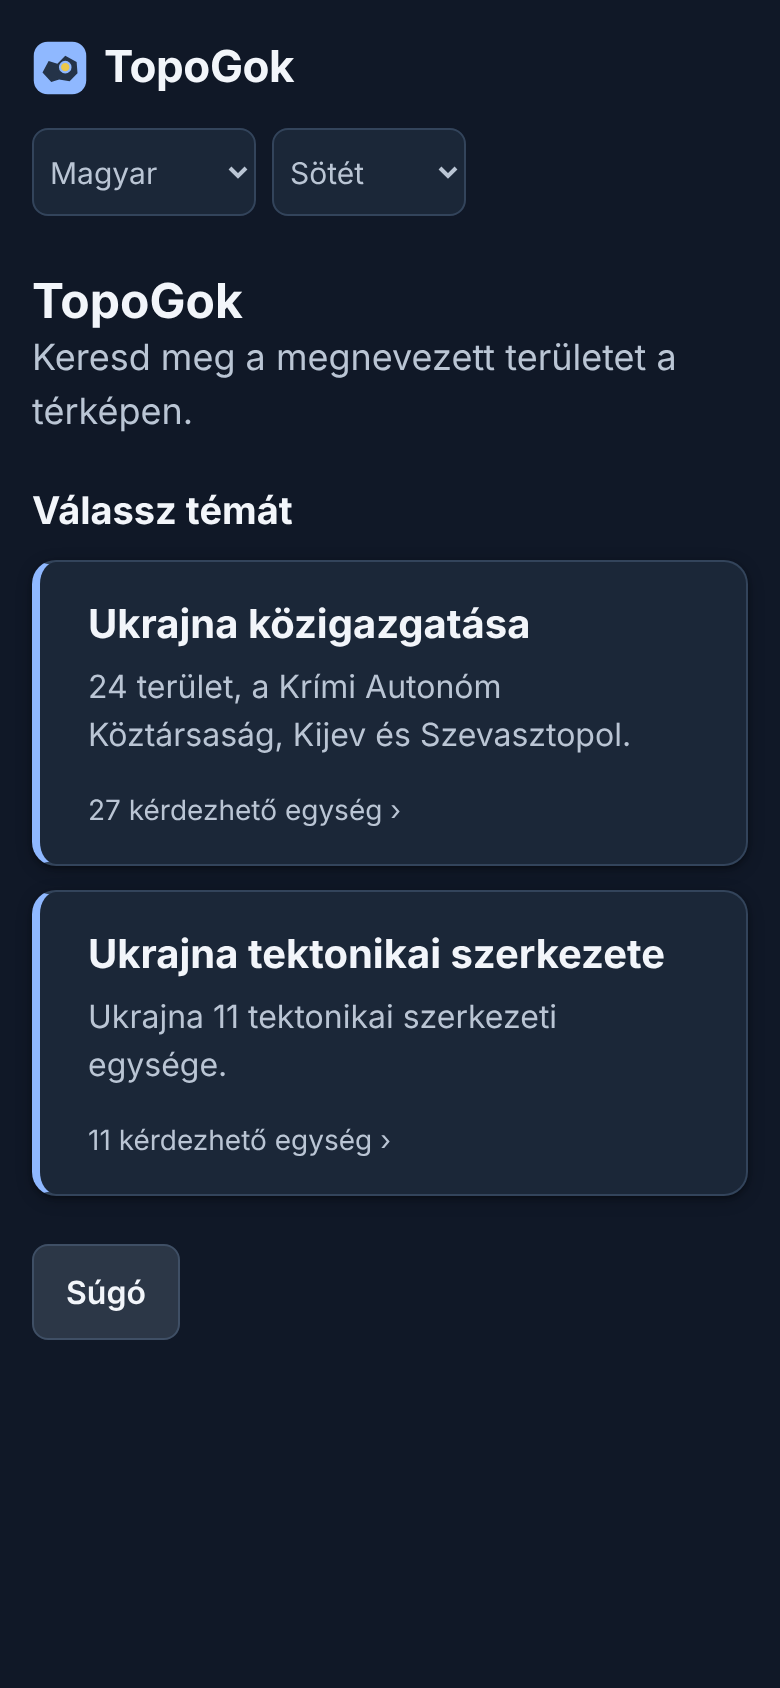 TopoGok
Magyar
Sötét
TopoGok
Keresd meg a megnevezett területet a
térképen.
Válassz témát
Ukrajna közigazgatása
24 terület, a Krími Autonóm
Köztársaság, Kijev és Szevasztopol.
27 kérdezhető egység ›
Ukrajna tektonikai szerkezete
Ukrajna 11 tektonikai szerkezeti
egysége.
11 kérdezhető egység ›
Súgó